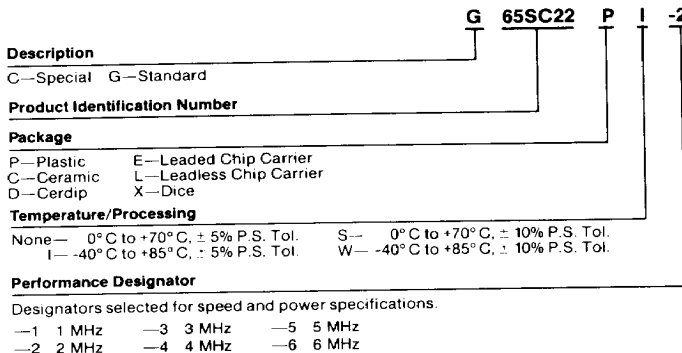 G 65SC22 P I -2
Description
C—Special G—Standard
Product Identification Number
Package
P—Plastic E—Leaded Chip Carrier
C—Ceramic L—Leadless Chip Carrier
D—Cerdip X—Dice
Temperature/Processing
None— 0°C to +70°C, ± 5% P.S. Tol. S— 0°C to +70°C, ± 10% P.S. Tol.
I— -40°C to +85°C, ± 5% P.S. Tol. W— -40°C to +85°C, ± 10% P.S. Tol.
Performance Designator
Designators selected for speed and power specifications.
—1 1 MHz —3 3 MHz —5 5 MHz
—2 2 MHz —4 4 MHz —6 6 MHz